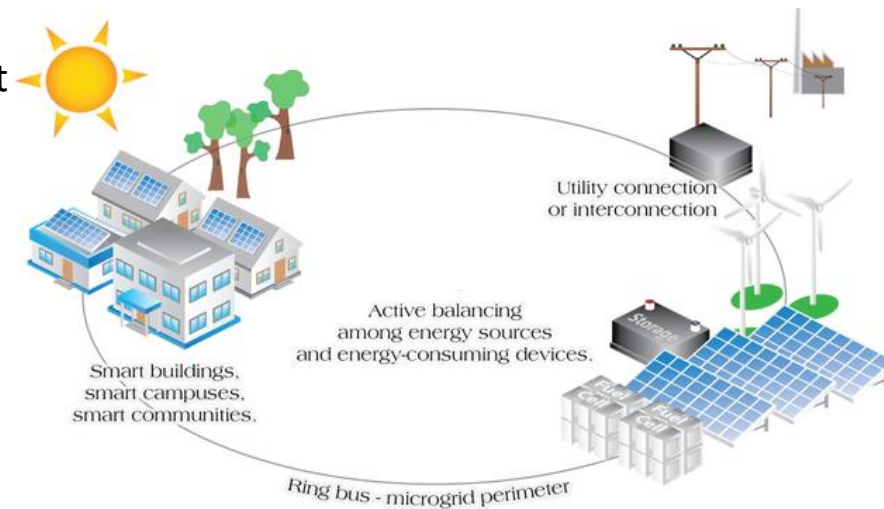 t
Utility connection
or interconnection
Active balancing
among energy sources
and energy-consuming devices.
Storage
Smart buildings,
smart campuses,
smart communities.
Fuel
Cell
Fuel
Cell
Ring bus - microgrid perimeter